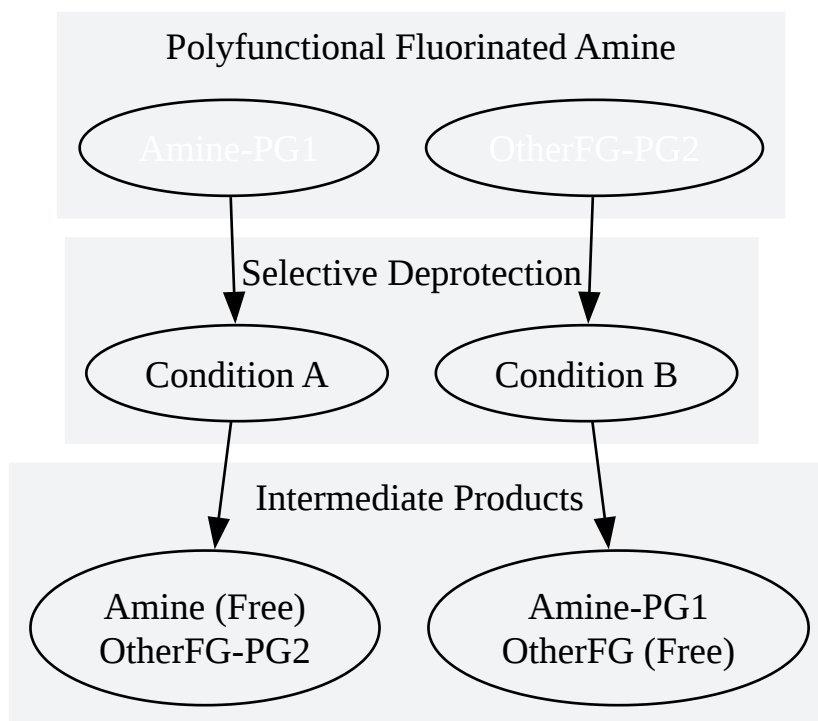 Polyfunctional Fluorinated Amine
Amine-PG1
OtherFG-PG2
Selective Deprotection
Condition A
Condition B
Intermediate Products
Amine (Free)
OtherFG-PG2
Amine-PG1
OtherFG (Free)